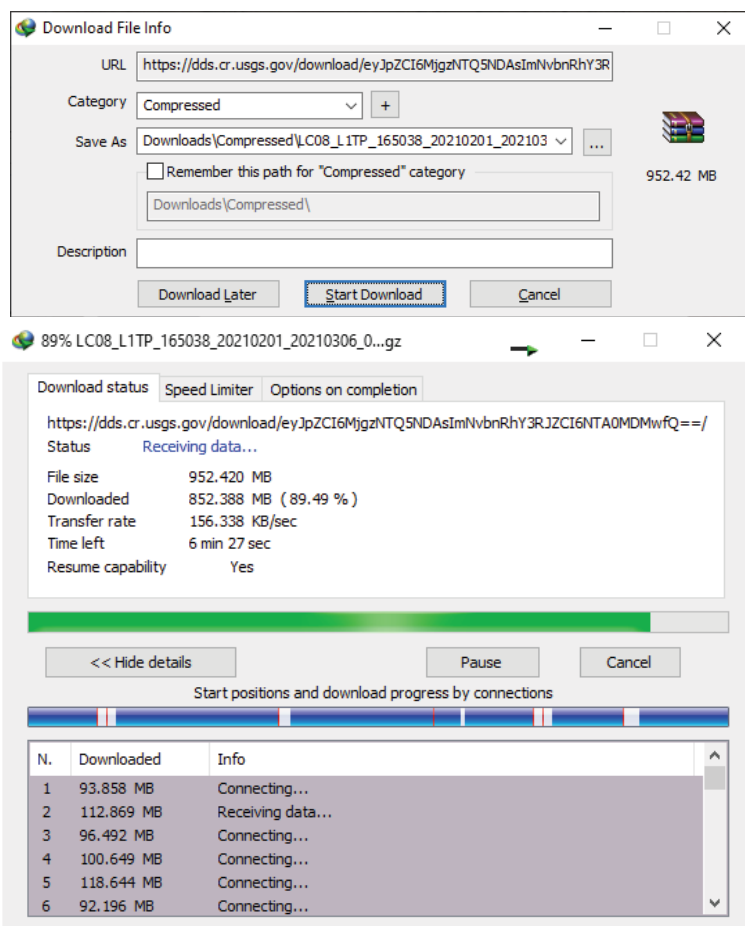 Download File Info
URL https://dds.cr.usgs.gov/download/eyJpZCI6MjgzNTQ5NDAsImNvbnRhY3R
Category Compressed +
Save As Downloads\Compressed\LC08_L1TP_165038_20210201_202103 ...
Remember this path for "Compressed" category
952.42 MB
Downloads\Compressed\
Description
Download Later Start Download Cancel
89% LC08_L1TP_165038_20210201_20210306_0...gz
Download status Speed Limiter Options on completion
https://dds.cr.usgs.gov/download/eyJpZCI6MjgzNTQ5NDAsImNvbnRhY3RJZCI6NTA0MDMwfQ==/
Status Receiving data...
File size 952.420 MB
Downloaded 852.388 MB ( 89.49 % )
Transfer rate 156.338 KB/sec
Time left 6 min 27 sec
Resume capability Yes
<< Hide details Pause Cancel
Start positions and download progress by connections
N. Downloaded Info
1 93.858 MB Connecting...
2 112.869 MB Receiving data...
3 96.492 MB Connecting...
4 100.649 MB Connecting...
5 118.644 MB Connecting...
6 92.196 MB Connecting...